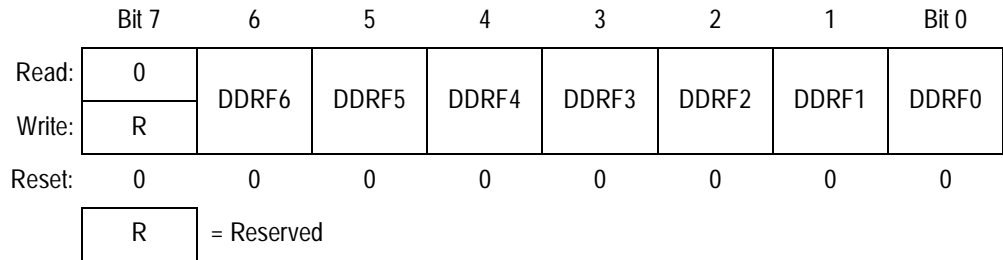 Bit 7 6 5 4 3 2 1 Bit 0
Read: 0
DDRF6 DDRF5 DDRF4 DDRF3 DDRF2 DDRF1 DDRF0
Write: R
Reset: 0 0 0 0 0 0 0 0
R = Reserved